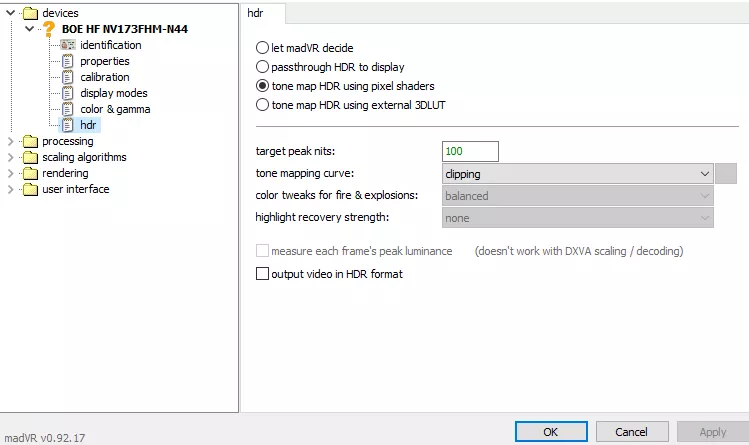 devices
BOE HF NV173FHM-N44
identification
properties
calibration
display modes
color & gamma
hdr
processing
scaling algorithms
rendering
user interface
madVR v0.92.17
hdr
let madVR decide
passthrough HDR to display
tone map HDR using pixel shaders
tone map HDR using external 3DLUT
target peak nits: 100
tone mapping curve: clipping
color tweaks for fire & explosions: balanced
highlight recovery strength: none
measure each frame's peak luminance (doesn't work with DXVA scaling / decoding)
output video in HDR format
OK Cancel Apply